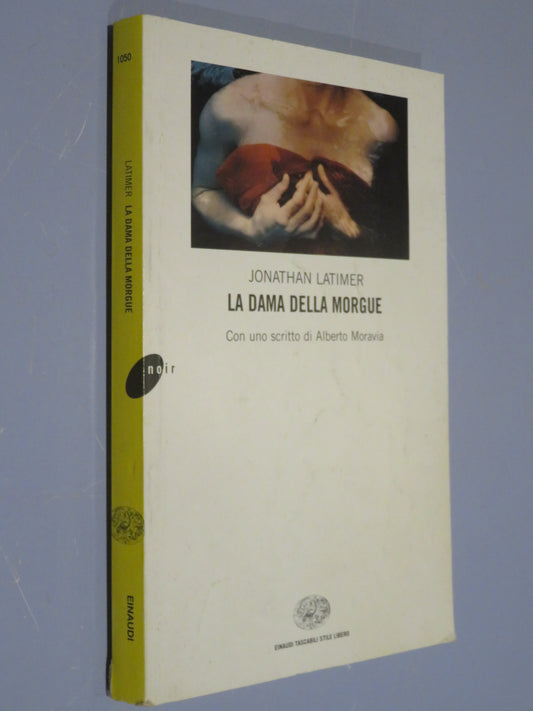 1050
LATIMER LA DAMA DELLA MORGUE
noir
EINAUDI
JONATHAN LATIMER
LA DAMA DELLA MORGUE
Con uno scritto di Alberto Moravia
EINAUDI TASCABILI STILE LIBERO